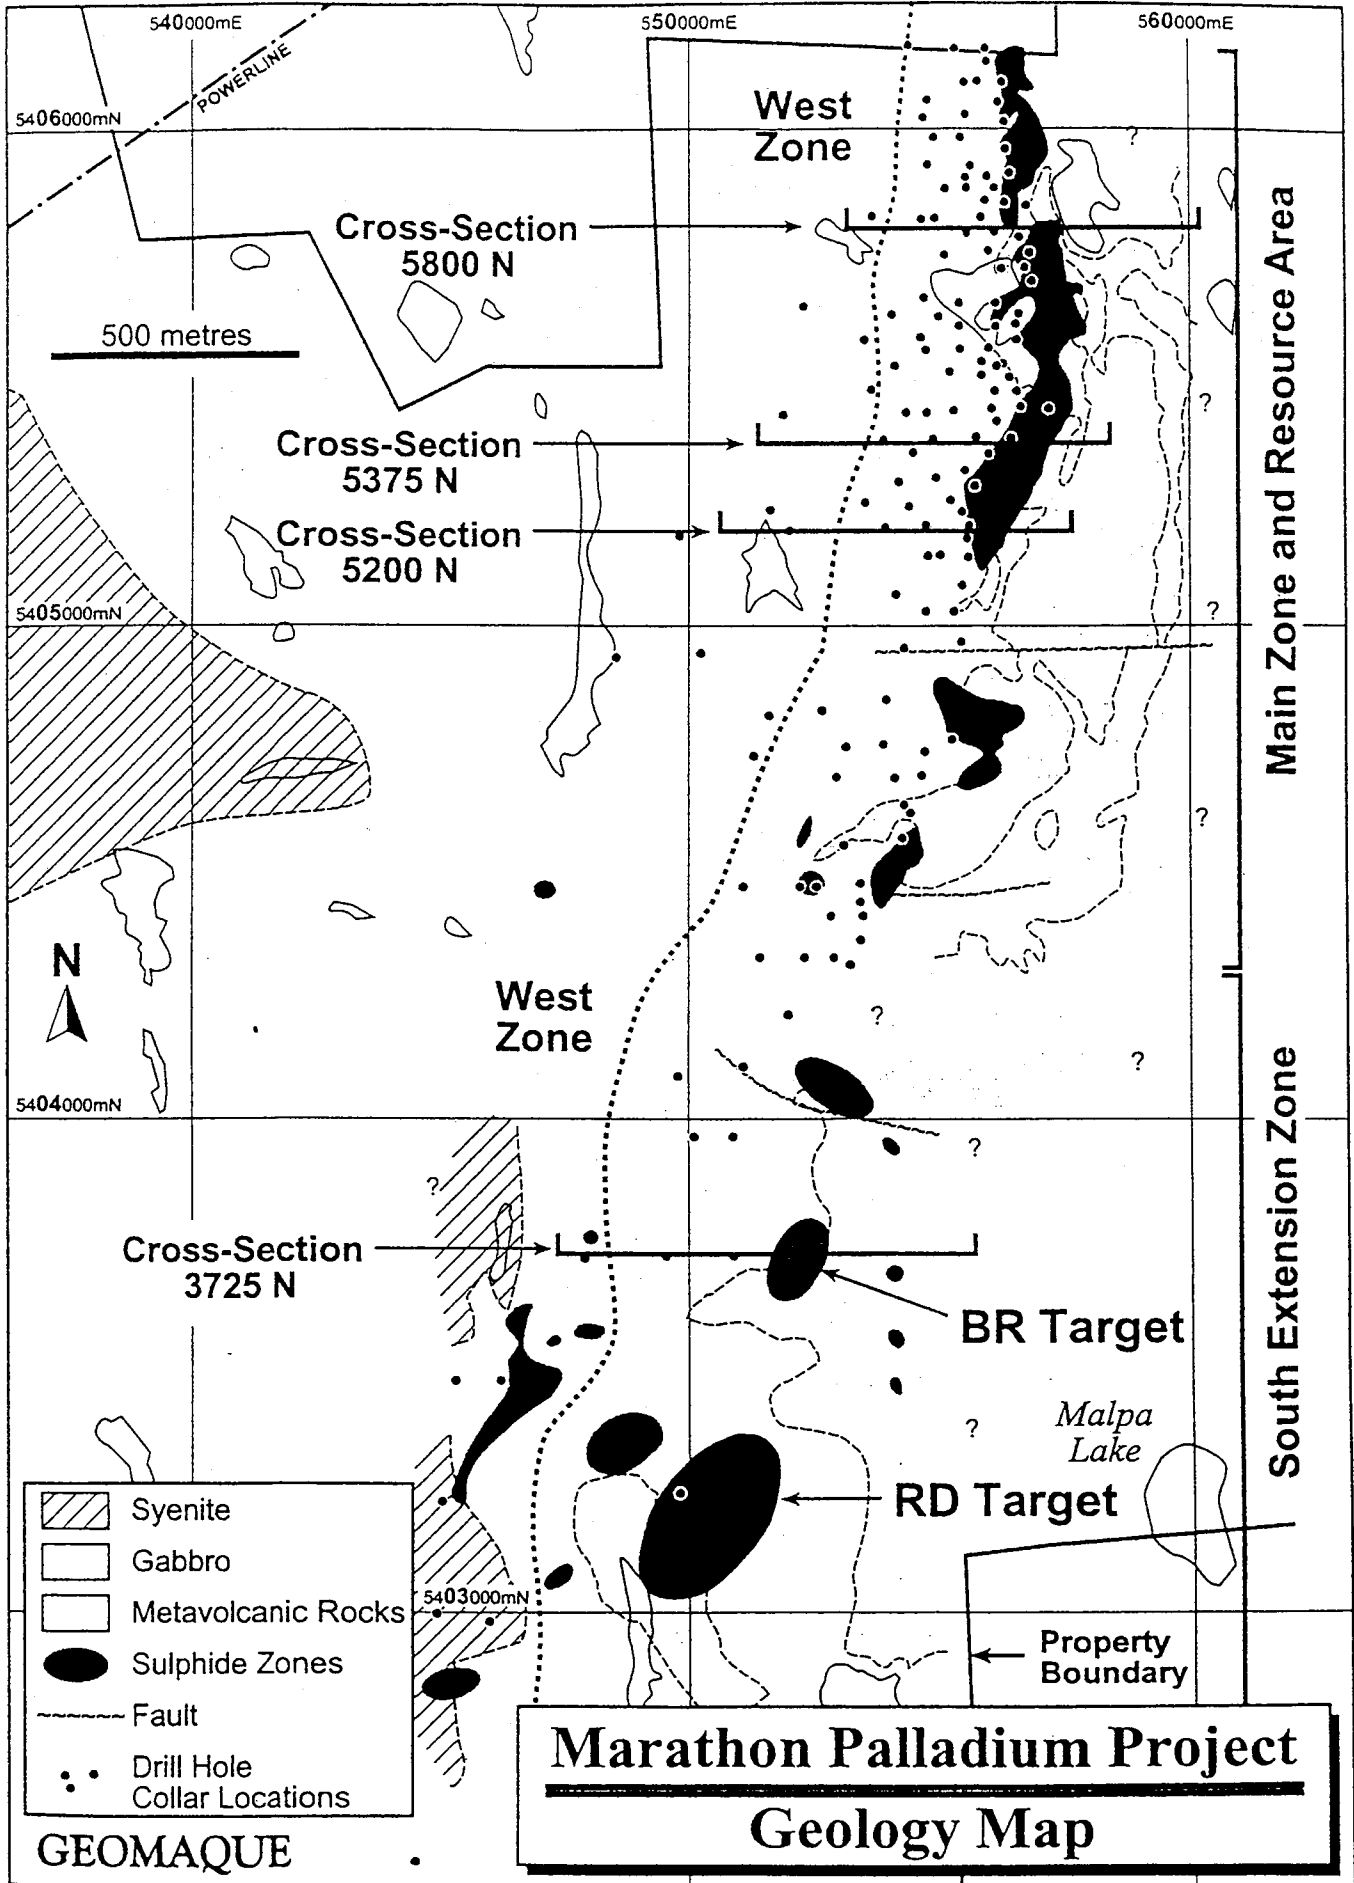 540000mE
550000mE
560000mE
POWERLINE
5406000mN
West
Zone
?
Cross-Section
5800 N
500 metres
?
Cross-Section
5375 N
Cross-Section
5200 N
5405000mN
?
?
Main Zone and Resource Area
N
West
Zone
?
?
5404000mN
?
?
Cross-Section
3725 N
BR Target
?
Malpa
Lake
RD Target
South Extension Zone
5403000mN
Property
Boundary
Syenite
Gabbro
Metavolcanic Rocks
Sulphide Zones
Fault
Drill Hole
Collar Locations
GEOMAQUE
Marathon Palladium Project
Geology Map